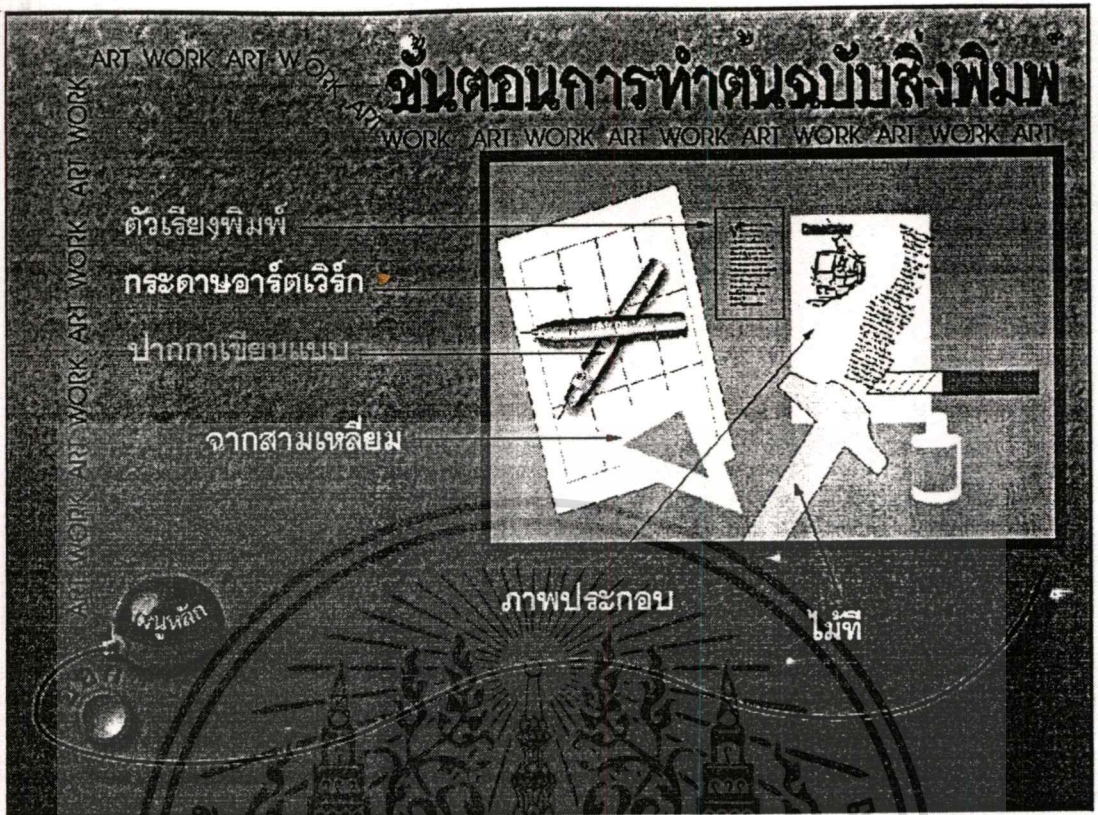 ART WORK ART WORK ART
ขั้นตอนการทำต้นฉบับสิ่งพิมพ์
WORK ART WORK ART WORK ART WORK ART WORK ART
ART WORK ART WORK ART WORK ART WORK ART WORK
ตัวเรียงพิมพ์
กระดาษอาร์ตเวิร์ก
ปากกาเขียนแบบ
จากสามเหลี่ยม
ภาพประกอบ
ไม้ที
เมนูหลัก